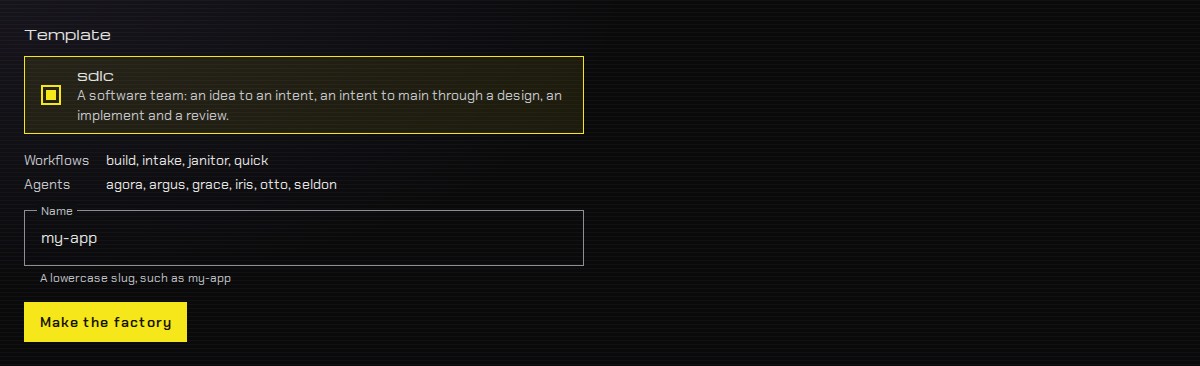 Template
sdlc
A software team: an idea to an intent, an intent to main through a design, an
implement and a review.
Workflows build, intake, janitor, quick
Agents agora, argus, grace, iris, otto, seldon
Name
my-app
A lowercase slug, such as my-app
Make the factory